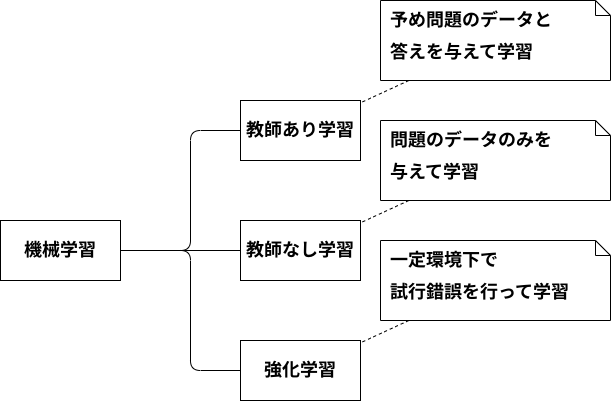 予め問題のデータと
答えを与えて学習
教師あり学習
問題のデータのみを
与えて学習
機械学習
教師なし学習
一定環境下で
試行錯誤を行って学習
強化学習